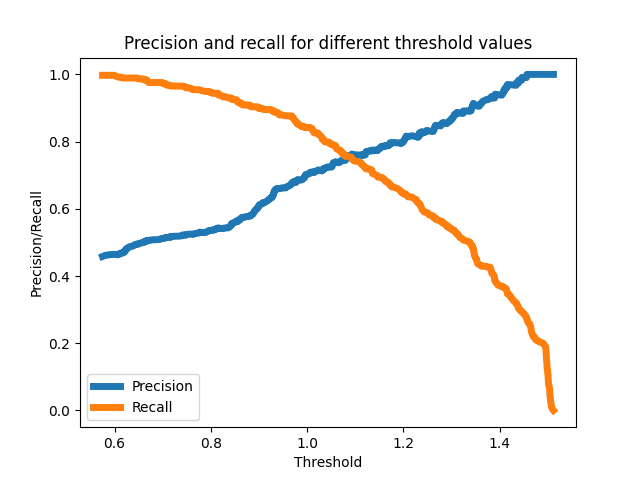 Precision and recall for different threshold values
1.0
0.8
0.6
0.4
0.2
0.0
Precision/Recall
Precision
Recall
0.6 0.8 1.0 1.2 1.4
Threshold